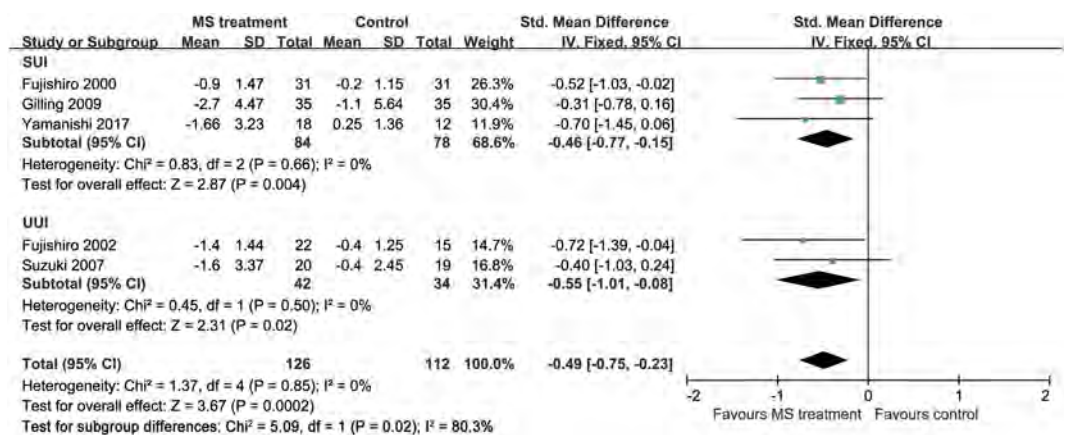 MS treatment Control Std. Mean Difference Std. Mean Difference
Study or Subgroup Mean SD Total Mean SD Total Weight IV. Fixed. 95% CI IV. Fixed. 95% CI
SUI
Fujishiro 2000 -0.9 1.47 31 -0.2 1.15 31 26.3% -0.52 [-1.03, -0.02]
Gilling 2009 -2.7 4.47 35 -1.1 5.64 35 30.4% -0.31 [-0.78, 0.16]
Yamanishi 2017 -1.66 3.23 18 0.25 1.36 12 11.9% -0.70 [-1.45, 0.06]
Subtotal (95% CI) 84 78 68.6% -0.46 [-0.77, -0.15]
Heterogeneity: Chi² = 0.83, df = 2 (P = 0.66); I² = 0%
Test for overall effect: Z = 2.87 (P = 0.004)
UUI
Fujishiro 2002 -1.4 1.44 22 -0.4 1.25 15 14.7% -0.72 [-1.39, -0.04]
Suzuki 2007 -1.6 3.37 20 -0.4 2.45 19 16.8% -0.40 [-1.03, 0.24]
Subtotal (95% CI) 42 34 31.4% -0.55 [-1.01, -0.08]
Heterogeneity: Chi² = 0.45, df = 1 (P = 0.50); I² = 0%
Test for overall effect: Z = 2.31 (P = 0.02)
Total (95% CI) 126 112 100.0% -0.49 [-0.75, -0.23]
Heterogeneity: Chi² = 1.37, df = 4 (P = 0.85); I² = 0%
Test for overall effect: Z = 3.67 (P = 0.0002)
Test for subgroup differences: Chi² = 5.09, df = 1 (P = 0.02); I² = 80.3%
-2 -1 0 1 2
Favours MS treatment Favours control